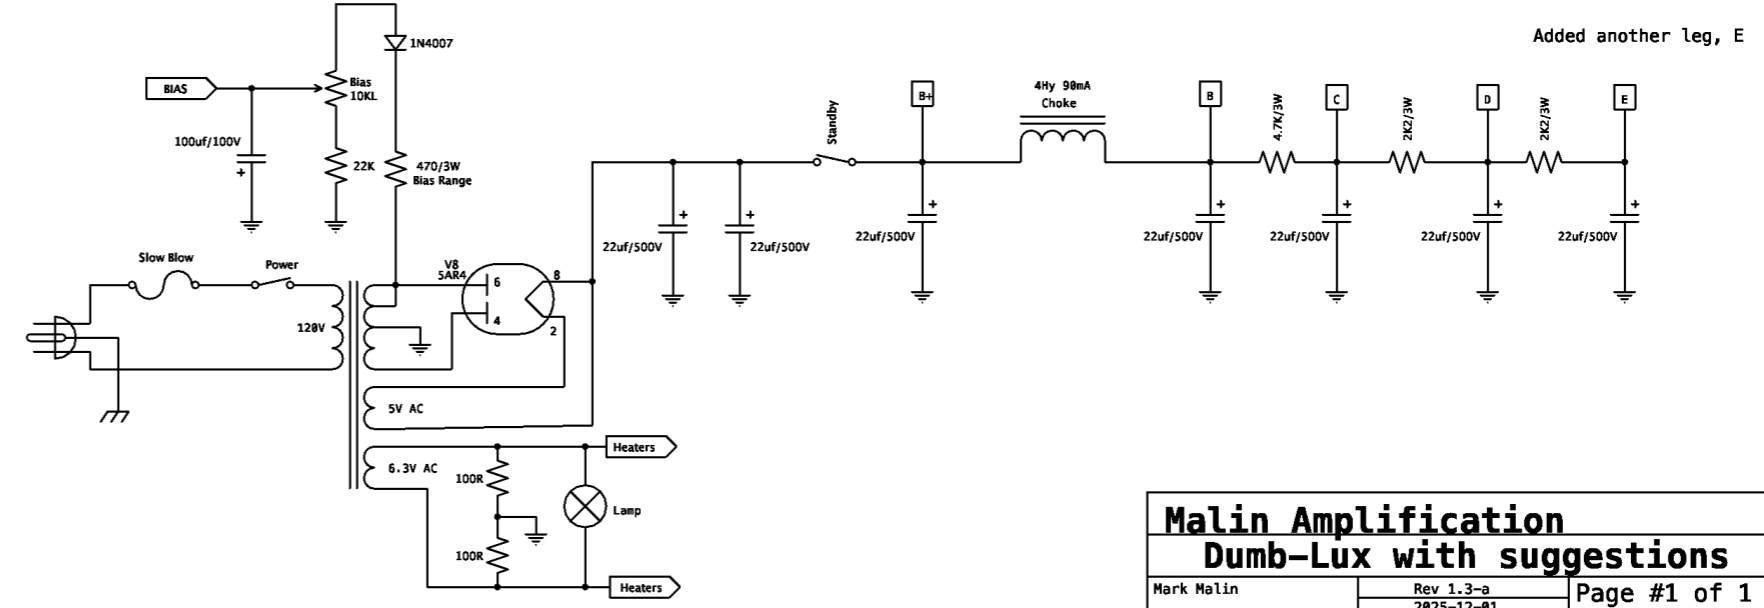 1N4007
Added another leg, E
BIAS
Bias
10KL
100uf/100V
22K
470/3W
Bias Range
Standby
B+
4Hy 90mA
Choke
B
4.7K/3W
C
2K2/3W
D
2K2/3W
E
22uf/500V
22uf/500V
22uf/500V
22uf/500V
22uf/500V
22uf/500V
22uf/500V
Slow Blow
Power
120V
V8
5AR4
6
4
8
2
5V AC
6.3V AC
100R
100R
Lamp
Heaters
Heaters
Malin Amplification
Dumb-Lux with suggestions
Mark Malin
Rev 1.3-a
Page #1 of 1
2025-12-01